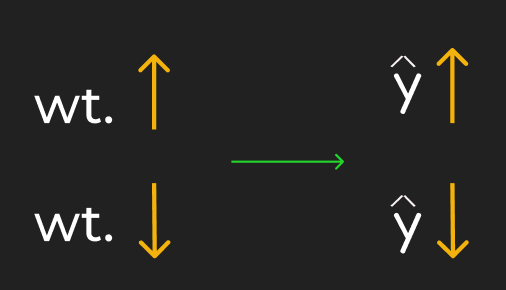 wt. ↑ ŷ ↑
→
wt. ↓ ŷ ↓